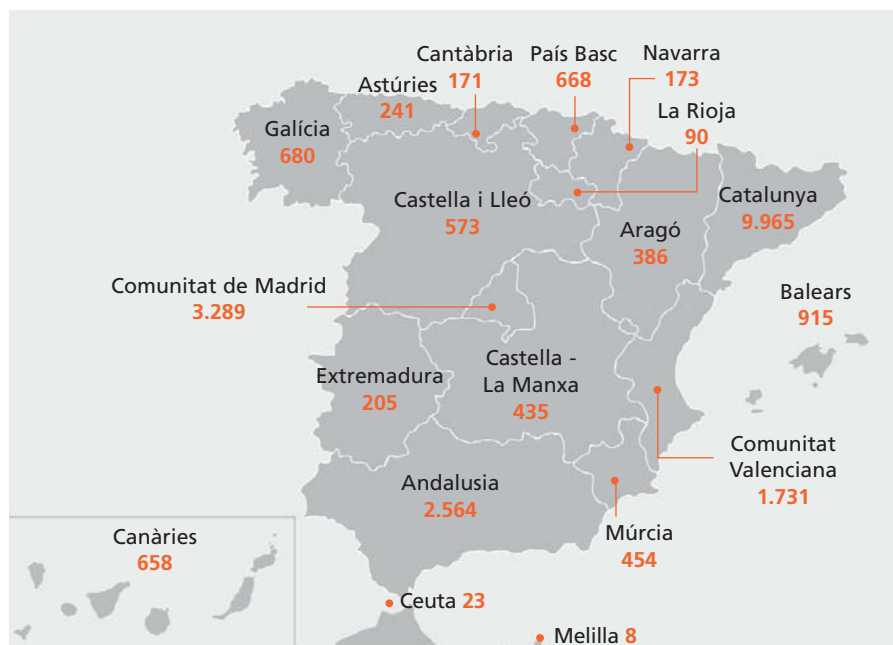 Cantàbria
171
País Basc
668
Navarra
173
Astúries
241
La Rioja
90
Galícia
680
Castella i Lleó
573
Catalunya
9.965
Aragó
386
Comunitat de Madrid
3.289
Balears
915
Castella -
La Manxa
435
Extremadura
205
Comunitat
Valenciana
1.731
Andalusia
2.564
Múrcia
454
Canàries
658
Ceuta 23
Melilla 8